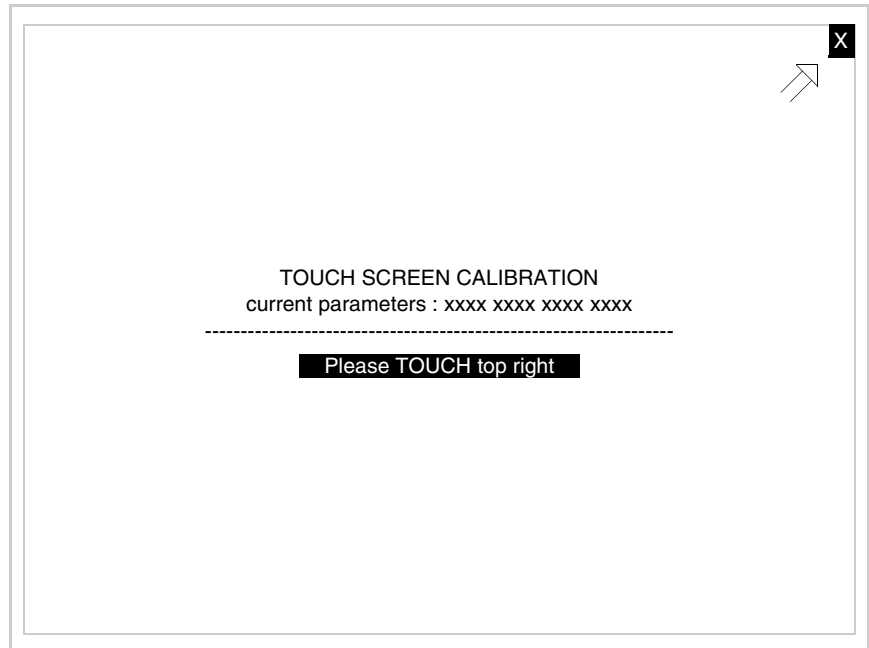 X
TOUCH SCREEN CALIBRATION
current parameters : xxxx xxxx xxxx xxxx
------------------------------------------------------------------
Please TOUCH top right